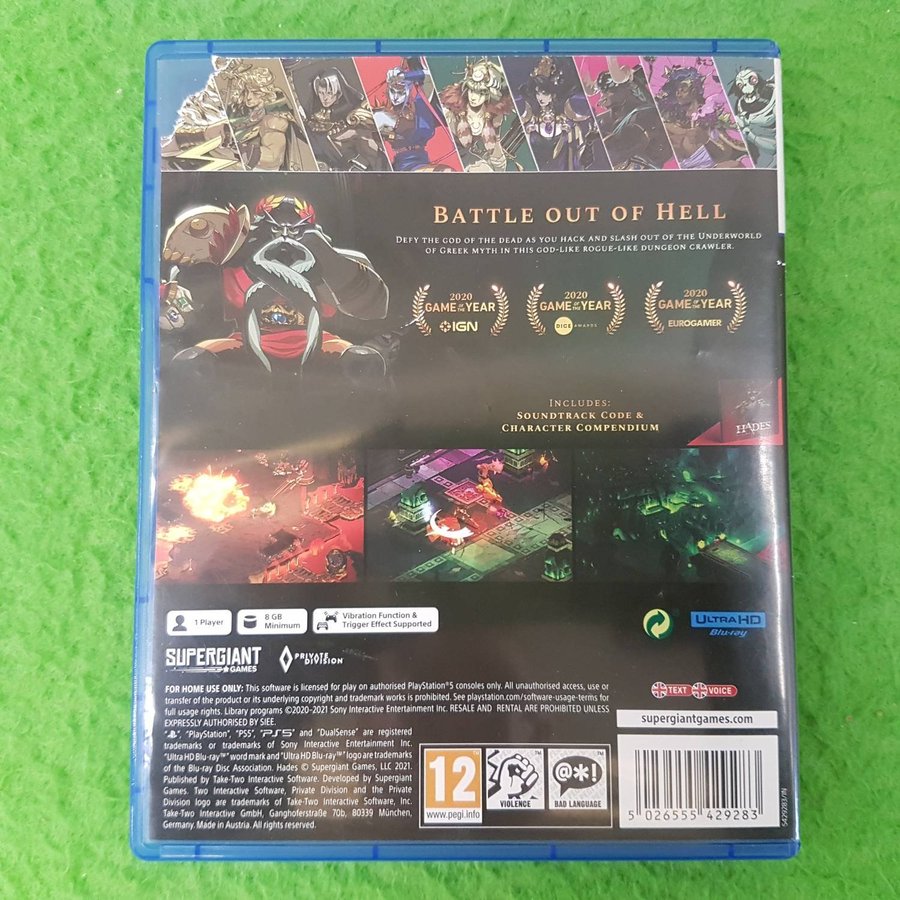 BATTLE OUT OF HELL
DEFY THE GOD OF THE DEAD AS YOU HACK AND SLASH OUT OF THE UNDERWORLD
OF GREEK MYTH IN THIS GOD-LIKE ROGUE-LIKE DUNGEON CRAWLER.
2020
GAME OF THE YEAR
IGN
2020
GAME OF THE YEAR
DICE AWARDS
2020
GAME OF THE YEAR
EUROGAMER
INCLUDES:
SOUNDTRACK CODE &
CHARACTER COMPENDIUM
HADES
1 Player
8 GB
Minimum
Vibration Function &
Trigger Effect Supported
ULTRA HD
Blu-ray
SUPERGIANT
GAMES
PRIVATE
DIVISION
TEXT
VOICE
FOR HOME USE ONLY: This software is licensed for play on authorised PlayStation®5 consoles only. All unauthorised access, use or
transfer of the product or its underlying copyright and trademark works is prohibited. See playstation.com/software-usage-terms for
full usage rights. Library programs ©2020-2021 Sony Interactive Entertainment Inc. RESALE AND RENTAL ARE PROHIBITED UNLESS
EXPRESSLY AUTHORISED BY SIEE.
supergiantgames.com
"PlayStation", "PS5", "PS5" and "DualSense" are registered
trademarks or trademarks of Sony Interactive Entertainment Inc.
"Ultra HD Blu-ray™" word mark and "Ultra HD Blu-ray™" logo are trademarks
of the Blu-ray Disc Association. Hades © Supergiant Games, LLC 2021.
Published by Take-Two Interactive Software. Developed by Supergiant
Games. Two Interactive Software, Private Division and the Private
Division logo are trademarks of Take-Two Interactive Software, Inc.
Take-Two Interactive GmbH, Ganghoferstraße 70b, 80339 München,
Germany. Made in Austria. All rights reserved.
12
www.pegi.info
VIOLENCE
@*!
BAD LANGUAGE
5 026555 429283
5429283/IN